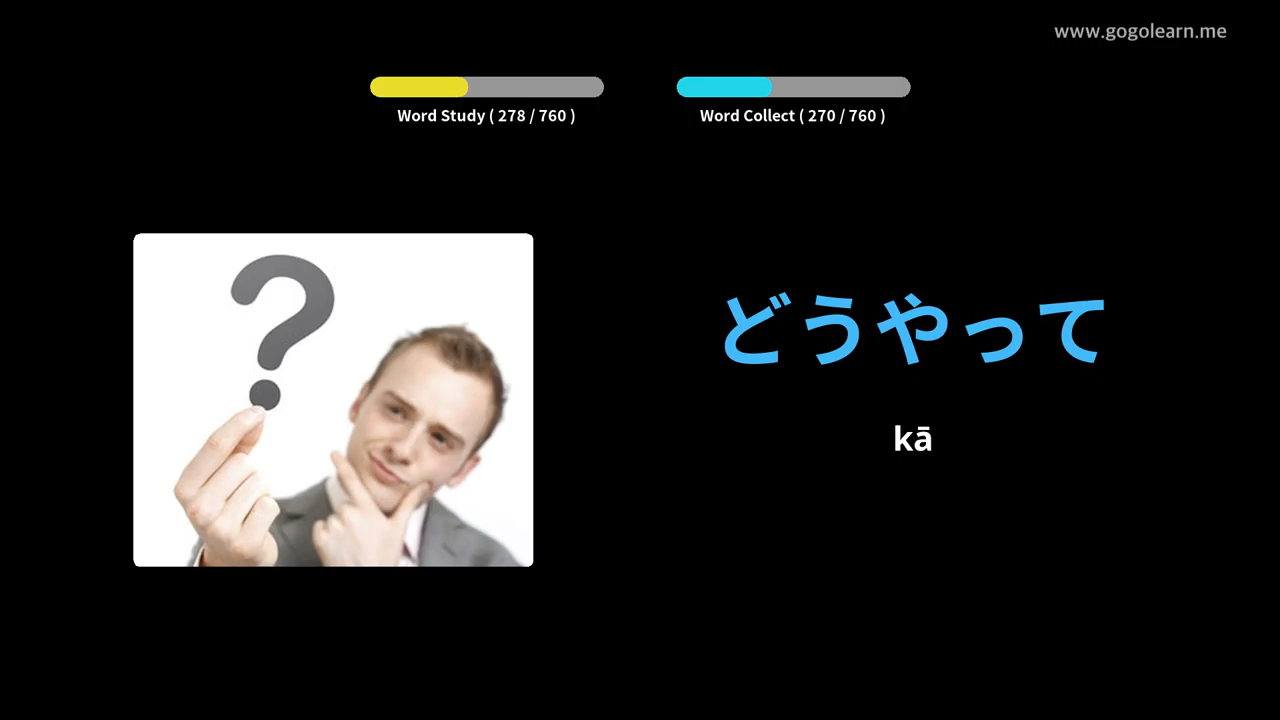 www.gogolearn.me
Word Study ( 278 / 760 )
Word Collect ( 270 / 760 )
?
どうやって
kā